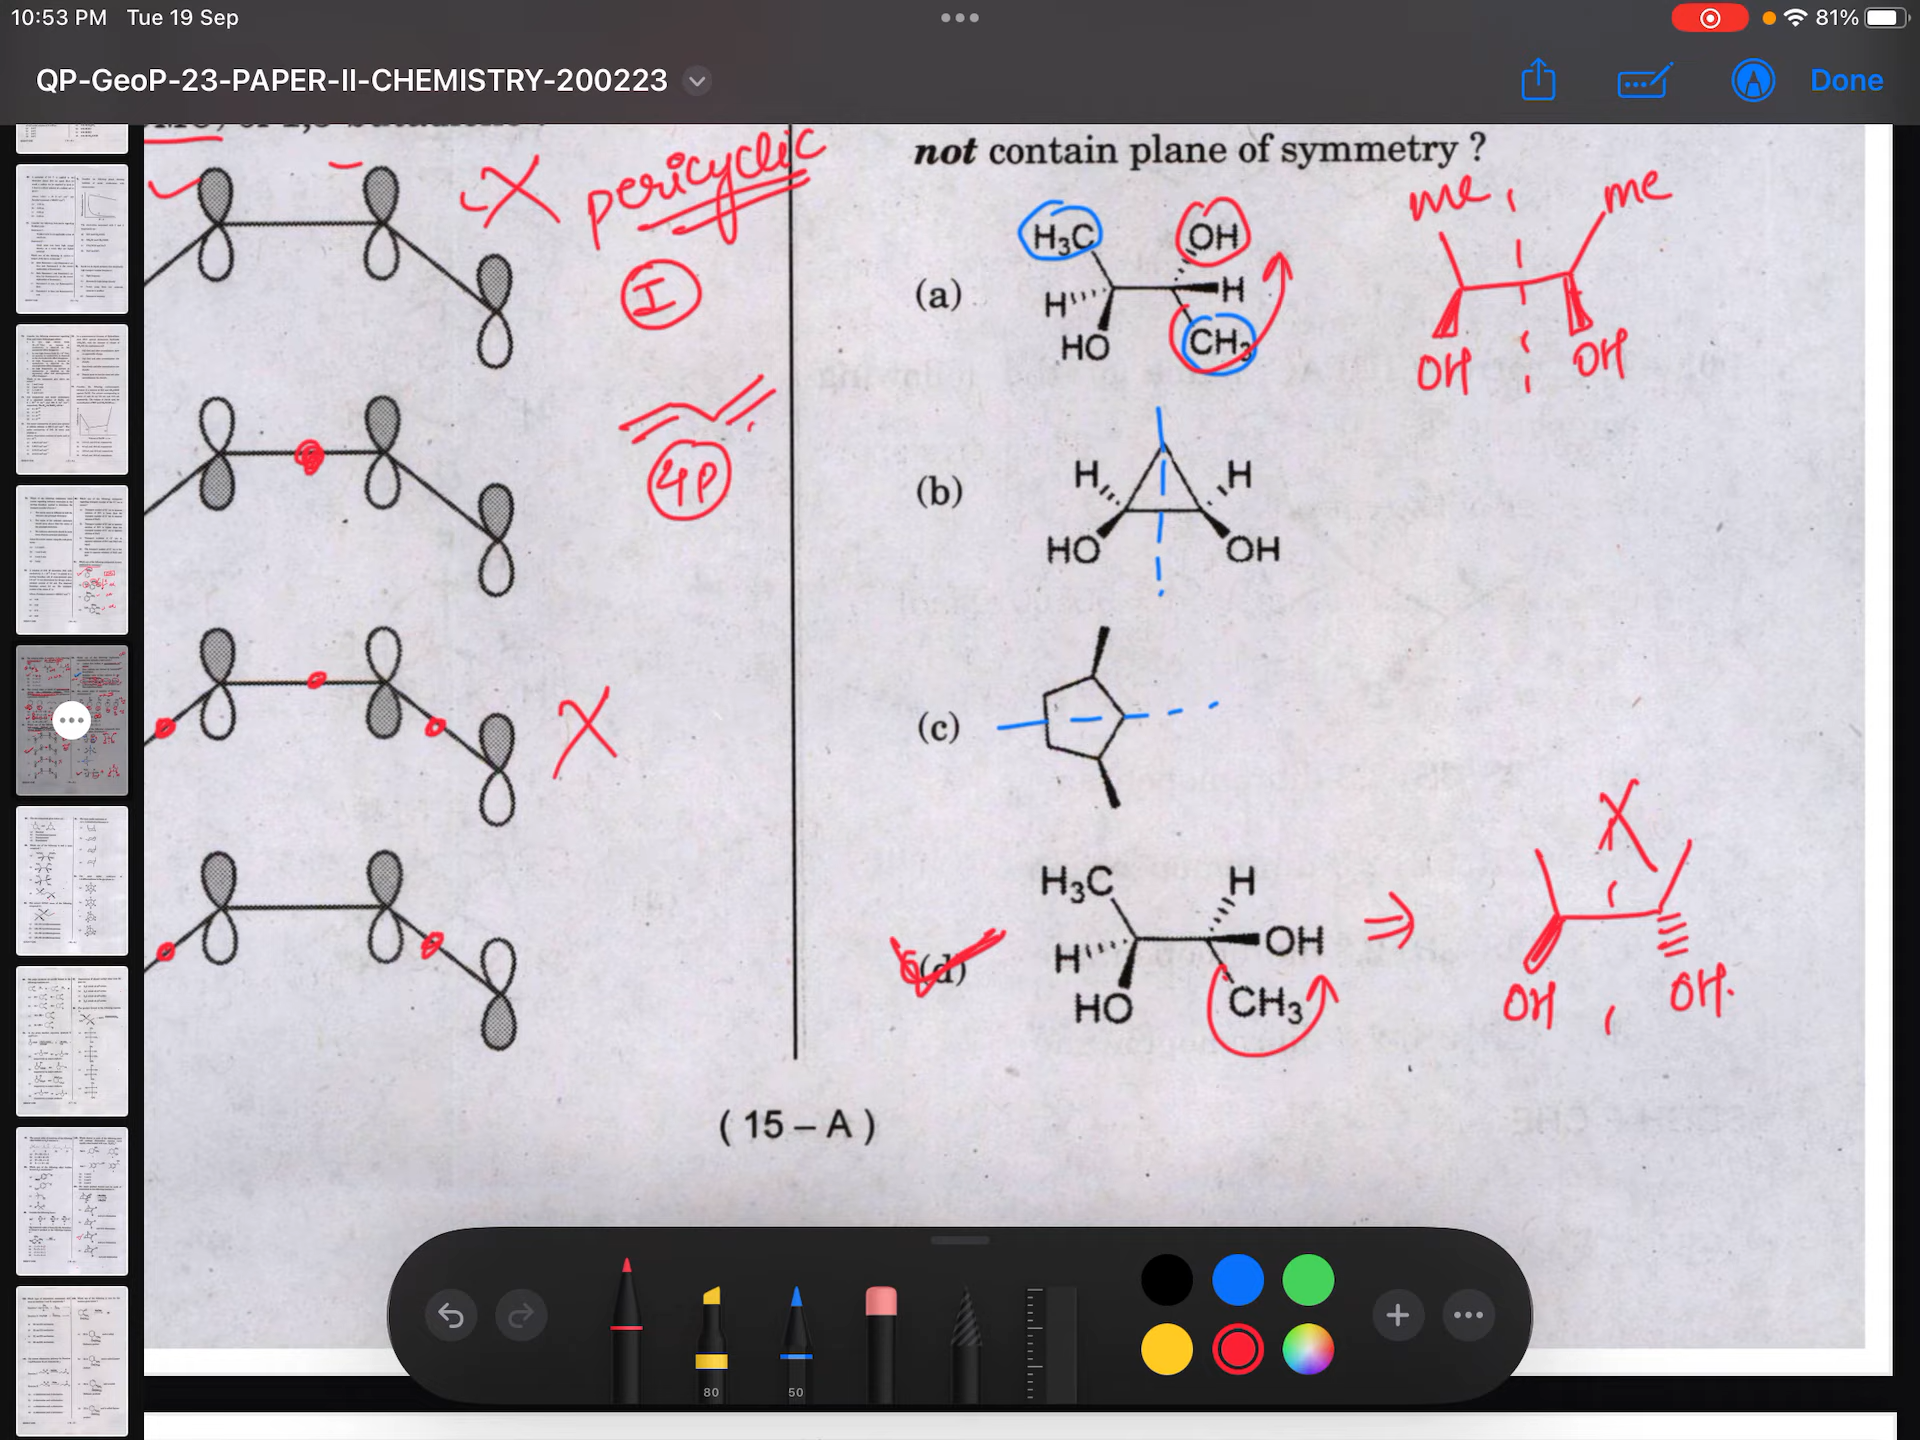 10:53 PM Tue 19 Sep
81%
QP-GeoP-23-PAPER-II-CHEMISTRY-200223
Done
pericyclic
I
4P
not contain plane of symmetry ?
(a)
H3C OH
H H
HO CH3
me me
OH OH
(b)
H H
HO OH
(c)
(d)
H3C H
H OH
HO CH3
⇒
OH OH.
( 15 – A )
80
50